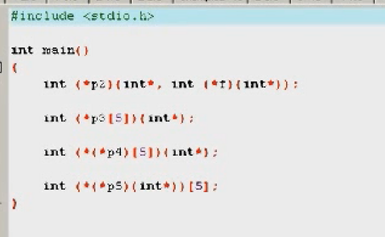 #include <stdio.h>
int main()
{
int (*p2)(int*, int (*f)(int*));
int (*p3[5])(int*);
int (*(*p4)[5])(int*);
int (*(*p5)(int*))[5];
}